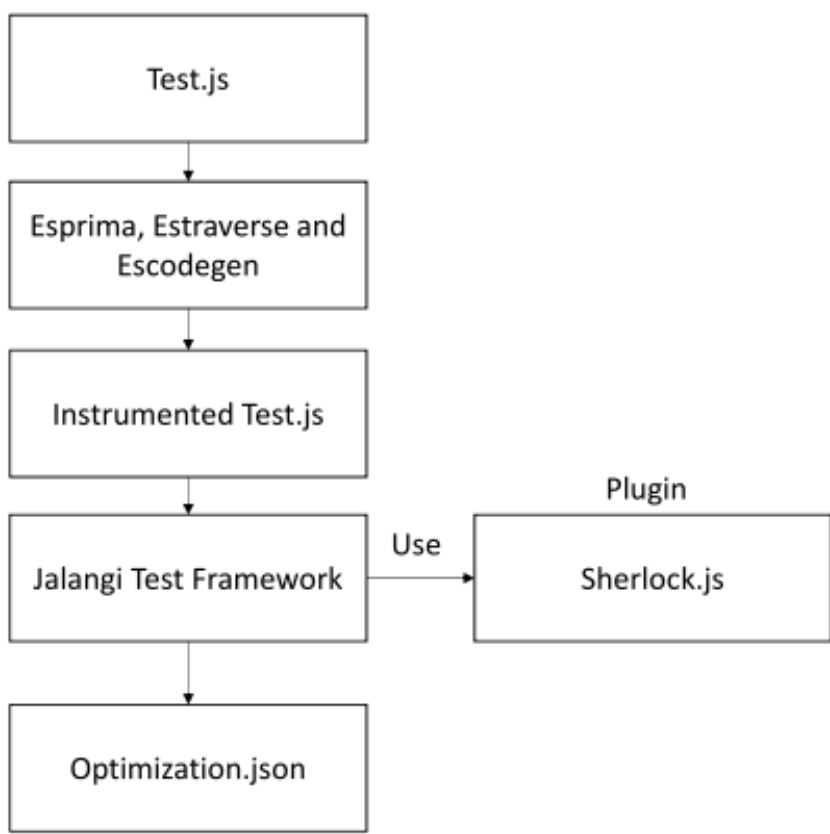 Test.js
Esprima, Estraverse and
Escodegen
Instrumented Test.js
Plugin
Jalangi Test Framework
Use
Sherlock.js
Optimization.json